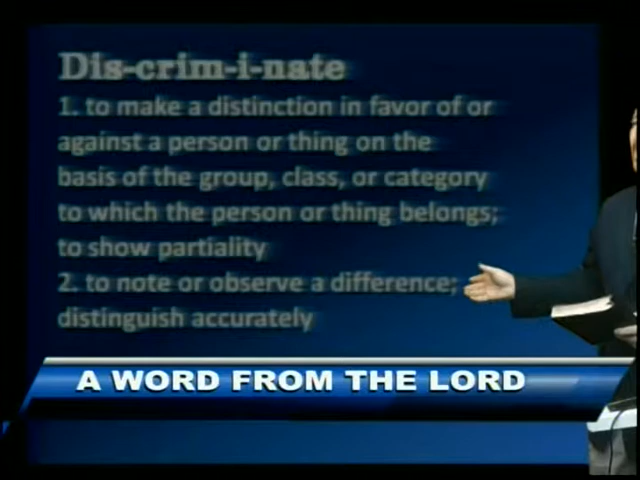 Dis-crim-i-nate
1. to make a distinction in favor of or
against a person or thing on the
basis of the group, class, or category
to which the person or thing belongs;
to show partiality
2. to note or observe a difference;
distinguish accurately
A WORD FROM THE LORD